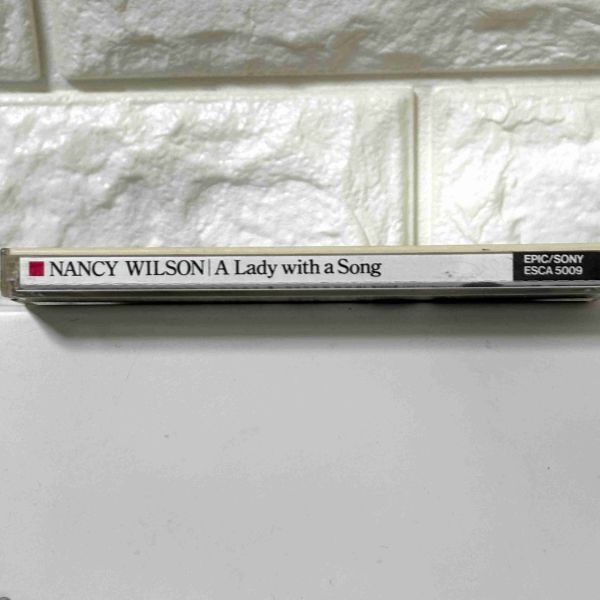 NANCY WILSON | A Lady with a Song
EPIC/SONY
ESCA 5009